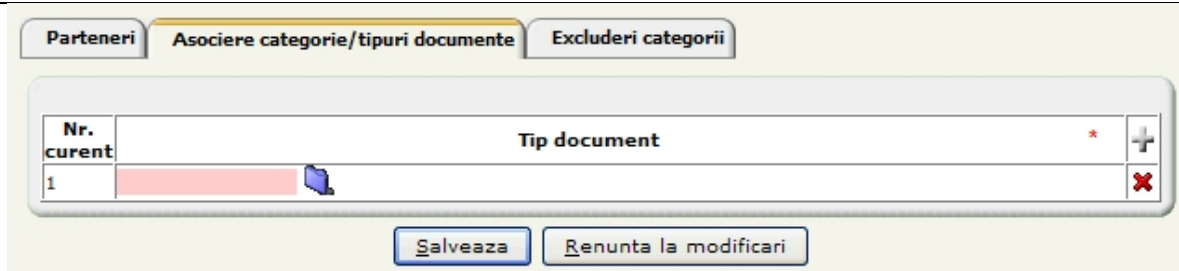 Parteneri Asociere categorie/tipuri documente Excluderi categorii
Nr. curent Tip document *
1
Salveaza Renunta la modificari